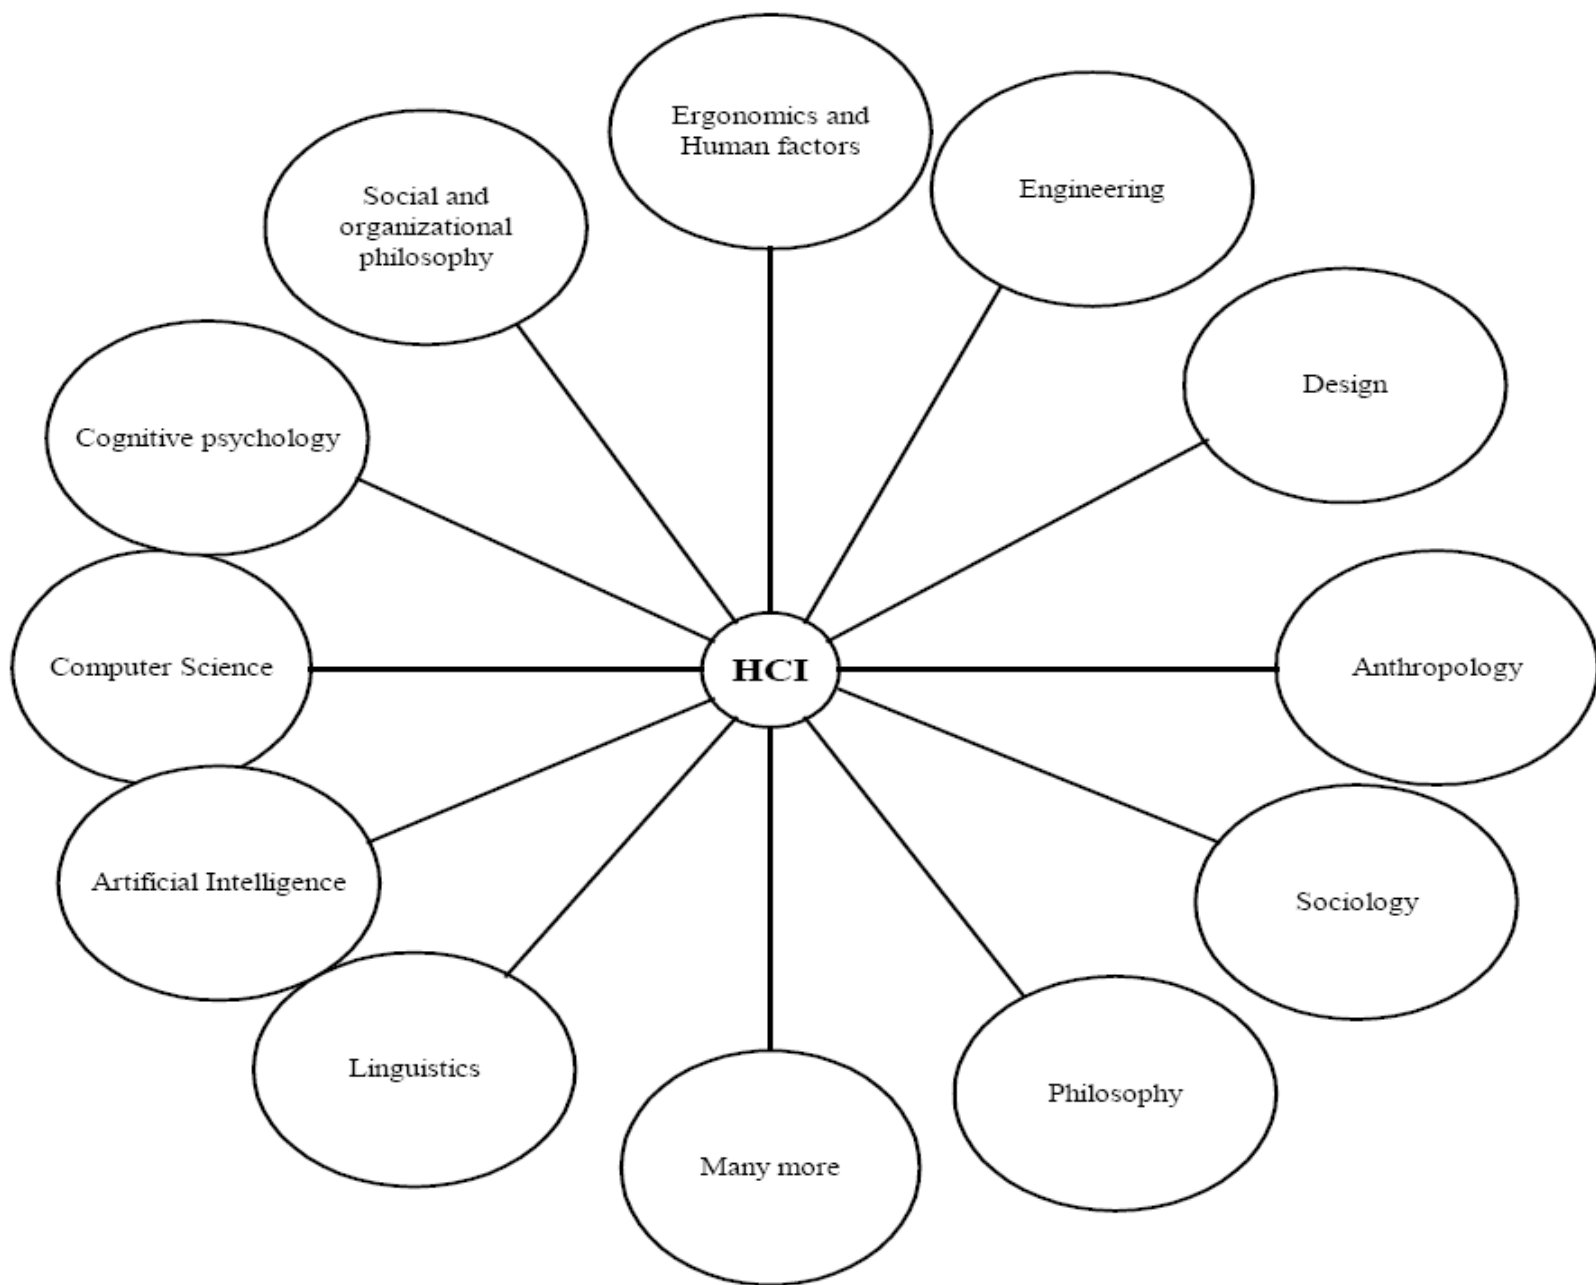 Ergonomics and
Human factors
Engineering
Social and
organizational
philosophy
Design
Cognitive psychology
Computer Science
HCI
Anthropology
Artificial Intelligence
Sociology
Linguistics
Philosophy
Many more